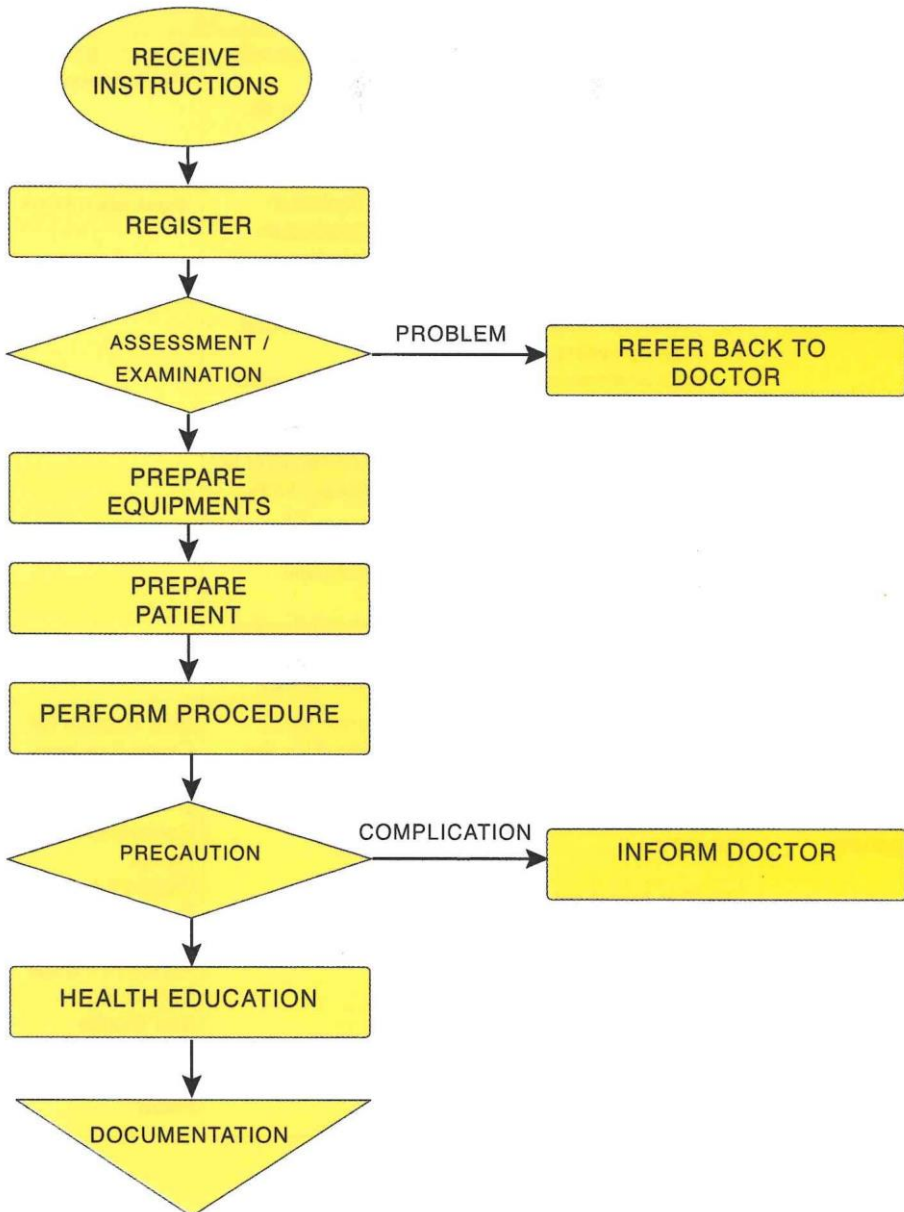 RECEIVE
INSTRUCTIONS
REGISTER
ASSESSMENT /
EXAMINATION
PROBLEM
REFER BACK TO
DOCTOR
PREPARE
EQUIPMENTS
PREPARE
PATIENT
PERFORM PROCEDURE
PRECAUTION
COMPLICATION
INFORM DOCTOR
HEALTH EDUCATION
DOCUMENTATION